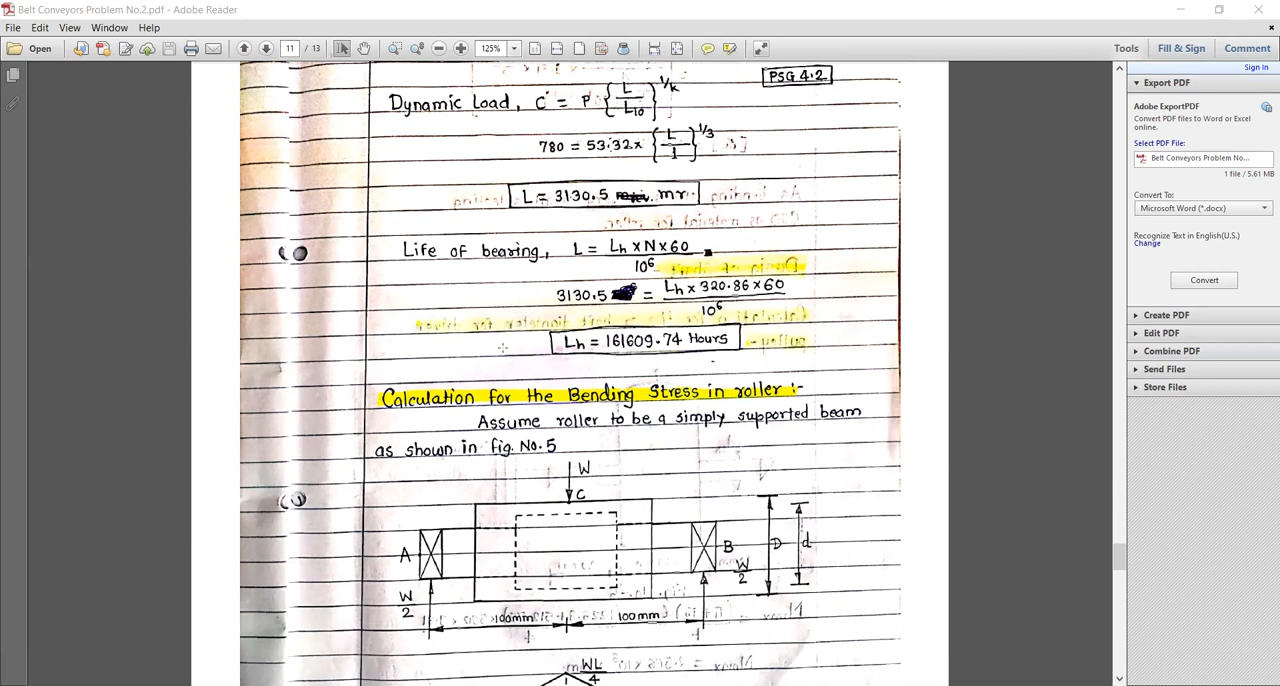 Belt Conveyors Problem No.2.pdf - Adobe Reader
File Edit View Window Help
Open 11 / 13 125% Tools Fill & Sign Comment
Sign In
Export PDF
Adobe ExportPDF
Convert PDF files to Word or Excel
online.
Select PDF File:
Belt Conveyors Problem No...
1 file / 5.61 MB
Convert To:
Microsoft Word (*.docx)
Recognize Text in English(U.S.)
Change
Convert
Create PDF
Edit PDF
Combine PDF
Send Files
Store Files
PSG 4.2
Dynamic Load, C = P { L / L10 }^1/k
780 = 53.32 x { L / 1 }^1/3
L = 3130.5 mr.
Life of bearing, L = Lh x N x 60 / 10^6
3130.5 = Lh x 320.86 x 60 / 10^6
Lh = 161609.74 Hours
Calculation for the Bending Stress in roller :-
Assume roller to be a simply supported beam
as shown in fig. No. 5
W
C
A
B
D
d
W/2
W/2
100mm
100mm
WL/4